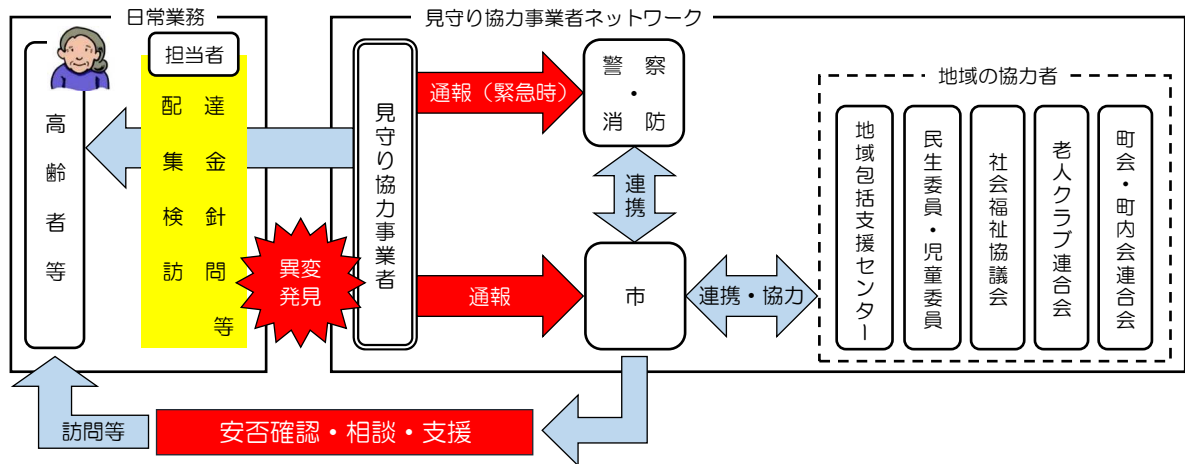 日常業務
高齢者等
担当者
配達
集金
検針
訪問
等
異変
発見
見守り協力事業者ネットワーク
見守り協力事業者
通報（緊急時）
通報
警察
・
消防
連携
市
連携・協力
地域の協力者
地域包括支援センター
民生委員・児童委員
社会福祉協議会
老人クラブ連合会
町会・町内会連合会
訪問等
安否確認・相談・支援